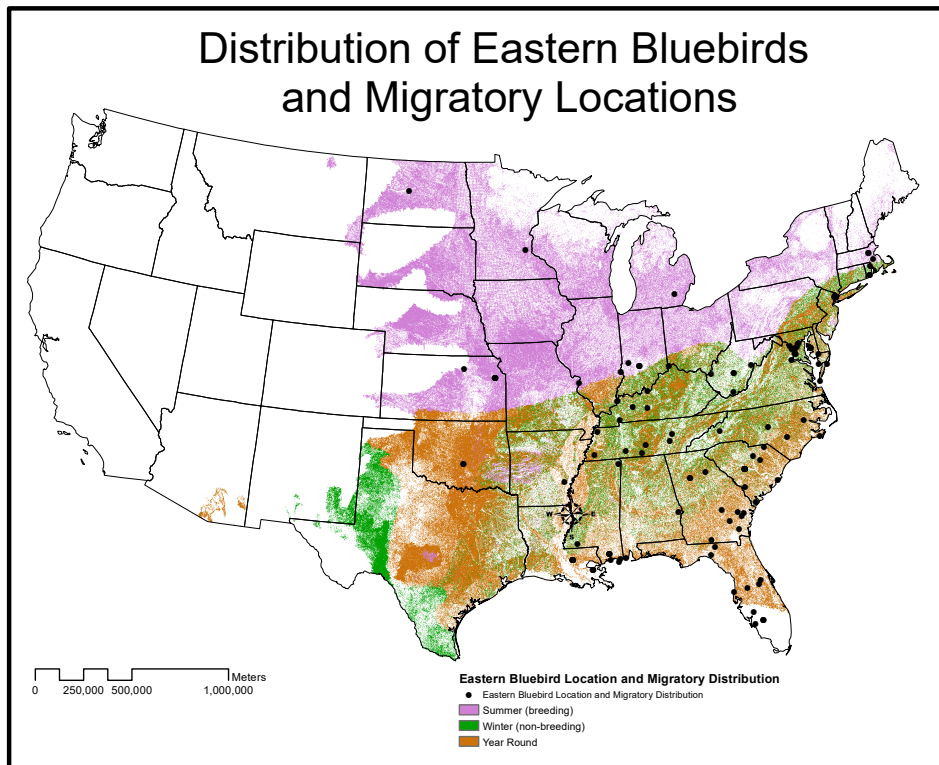 Distribution of Eastern Bluebirds
and Migratory Locations
W
E
S
Meters
0 250,000 500,000 1,000,000
Eastern Bluebird Location and Migratory Distribution
Eastern Bluebird Location and Migratory Distribution
Summer (breeding)
Winter (non-breeding)
Year Round